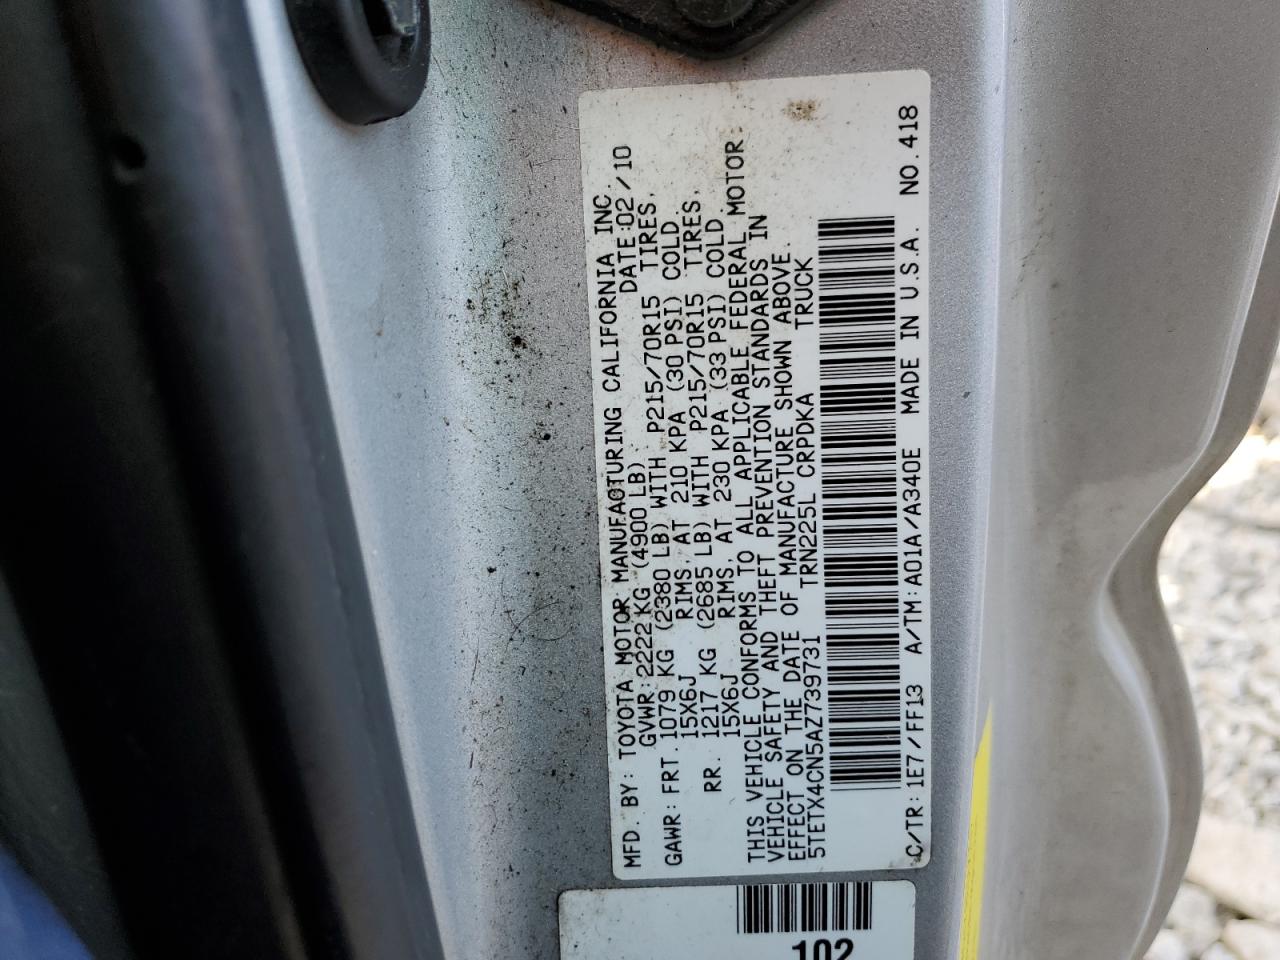 MFD. BY: TOYOTA MOTOR MANUFACTURING CALIFORNIA INC.
GVWR: 2222 KG (4900 LB) DATE: 02/10
GAWR: FRT. 1079 KG (2380 LB) WITH P215/70R15 TIRES,
15X6J RIMS, AT 210 KPA (30 PSI) COLD.
RR. 1217 KG (2685 LB) WITH P215/70R15 TIRES,
15X6J RIMS, AT 230 KPA (33 PSI) COLD.
THIS VEHICLE CONFORMS TO ALL APPLICABLE FEDERAL MOTOR
VEHICLE SAFETY AND THEFT PREVENTION STANDARDS IN
EFFECT ON THE DATE OF MANUFACTURE SHOWN ABOVE.
5TETX4CN5AZ739731 TRN225L CRPDKA TRUCK
C/TR: 1E7/FF13 A/TM: A01A/A340E MADE IN U.S.A. NO. 418
102